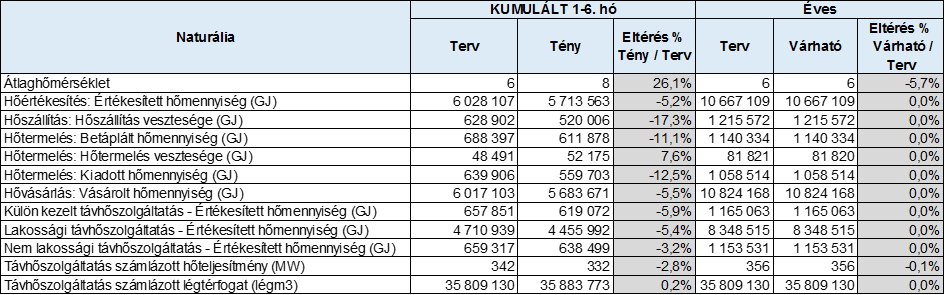 Naturália KUMULÁLT 1-6. hó Éves
Terv Tény Eltérés % Tény / Terv Terv Várható Eltérés % Várható / Terv
Átlaghőmérséklet 6 8 26,1% 6 6 -5,7%
Hőértékesítés: Értékesített hőmennyiség (GJ) 6 028 107 5 713 563 -5,2% 10 667 109 10 667 109 0,0%
Hőszállítás: Hőszállítás vesztesége (GJ) 628 902 520 006 -17,3% 1 215 572 1 215 572 0,0%
Hőtermelés: Betáplált hőmennyiség (GJ) 688 397 611 878 -11,1% 1 140 334 1 140 334 0,0%
Hőtermelés: Hőtermelés vesztesége (GJ) 48 491 52 175 7,6% 81 821 81 820 0,0%
Hőtermelés: Kiadott hőmennyiség (GJ) 639 906 559 703 -12,5% 1 058 514 1 058 514 0,0%
Hővásárlás: Vásárolt hőmennyiség (GJ) 6 017 103 5 683 671 -5,5% 10 824 168 10 824 168 0,0%
Külön kezelt távhőszolgáltatás - Értékesített hőmennyiség (GJ) 657 851 619 072 -5,9% 1 165 063 1 165 063 0,0%
Lakossági távhőszolgáltatás - Értékesített hőmennyiség (GJ) 4 710 939 4 455 992 -5,4% 8 348 515 8 348 515 0,0%
Nem lakossági távhőszolgáltatás - Értékesített hőmennyiség (GJ) 659 317 638 499 -3,2% 1 153 531 1 153 531 0,0%
Távhőszolgáltatás számlázott hőteljesítmény (MW) 342 332 -2,8% 356 356 -0,1%
Távhőszolgáltatás számlázott légtérfogat (légm3) 35 809 130 35 883 773 0,2% 35 809 130 35 809 130 0,0%